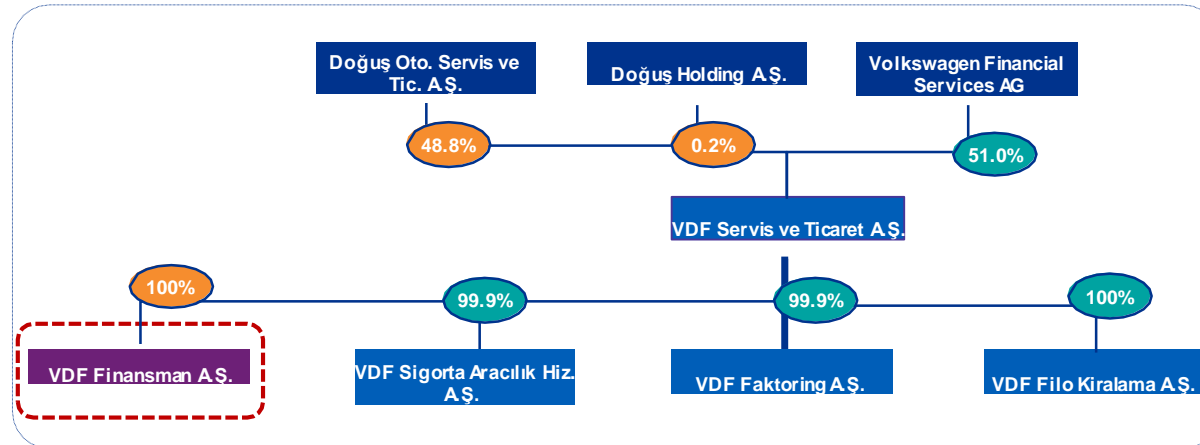 Doğuş Oto. Servis ve
Tic. A.Ş.
Doğuş Holding A.Ş.
Volkswagen Financial
Services AG
48.8%
0.2%
51.0%
VDF Servis ve Ticaret A.Ş.
100%
99.9%
99.9%
100%
VDF Finansman A.Ş.
VDF Sigorta Aracılık Hiz.
A.Ş.
VDF Faktoring A.Ş.
VDF Filo Kiralama A.Ş.